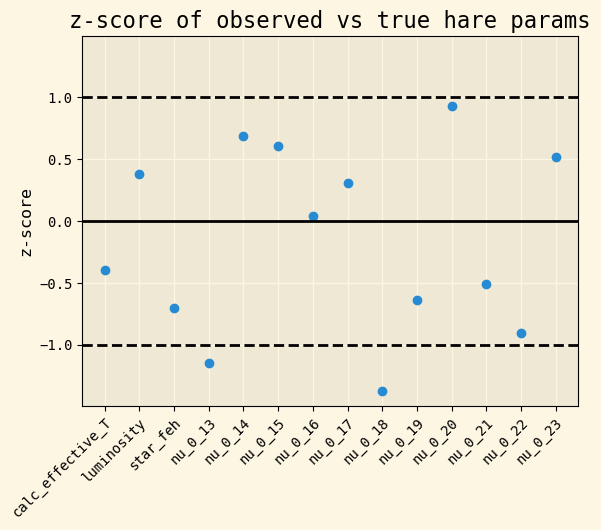 z-score of observed vs true hare params
z-score
1.0
0.5
0.0
−0.5
−1.0
calc_effective_T
luminosity
star_feh
nu_0_13
nu_0_14
nu_0_15
nu_0_16
nu_0_17
nu_0_18
nu_0_19
nu_0_20
nu_0_21
nu_0_22
nu_0_23